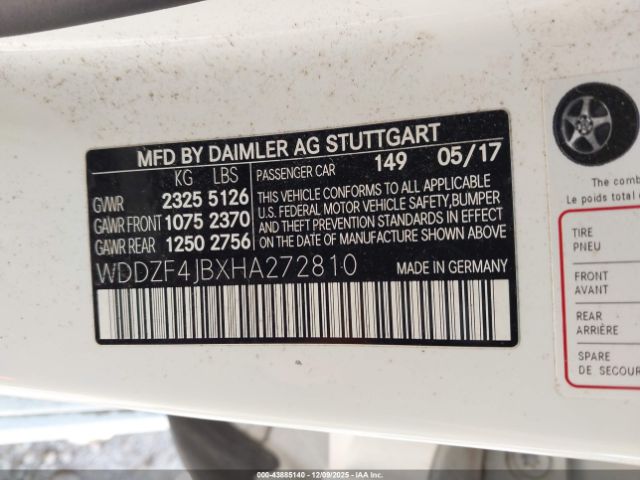 MFD BY DAIMLER AG STUTTGART
KG LBS PASSENGER CAR 149 05/17
GVWR 2325 5126
GAWR FRONT 1075 2370
GAWR REAR 1250 2756
THIS VEHICLE CONFORMS TO ALL APPLICABLE
U.S. FEDERAL MOTOR VEHICLE SAFETY,BUMPER
AND THEFT PREVENTION STANDARDS IN EFFECT
ON THE DATE OF MANUFACTURE SHOWN ABOVE
WDDZF4JBXHA272810 MADE IN GERMANY
The comb
Le poids total
TIRE
PNEU
FRONT
AVANT
REAR
ARRIÈRE
SPARE
DE SECOUR
000-43885140 - 12/09/2025 - IAAI.COM